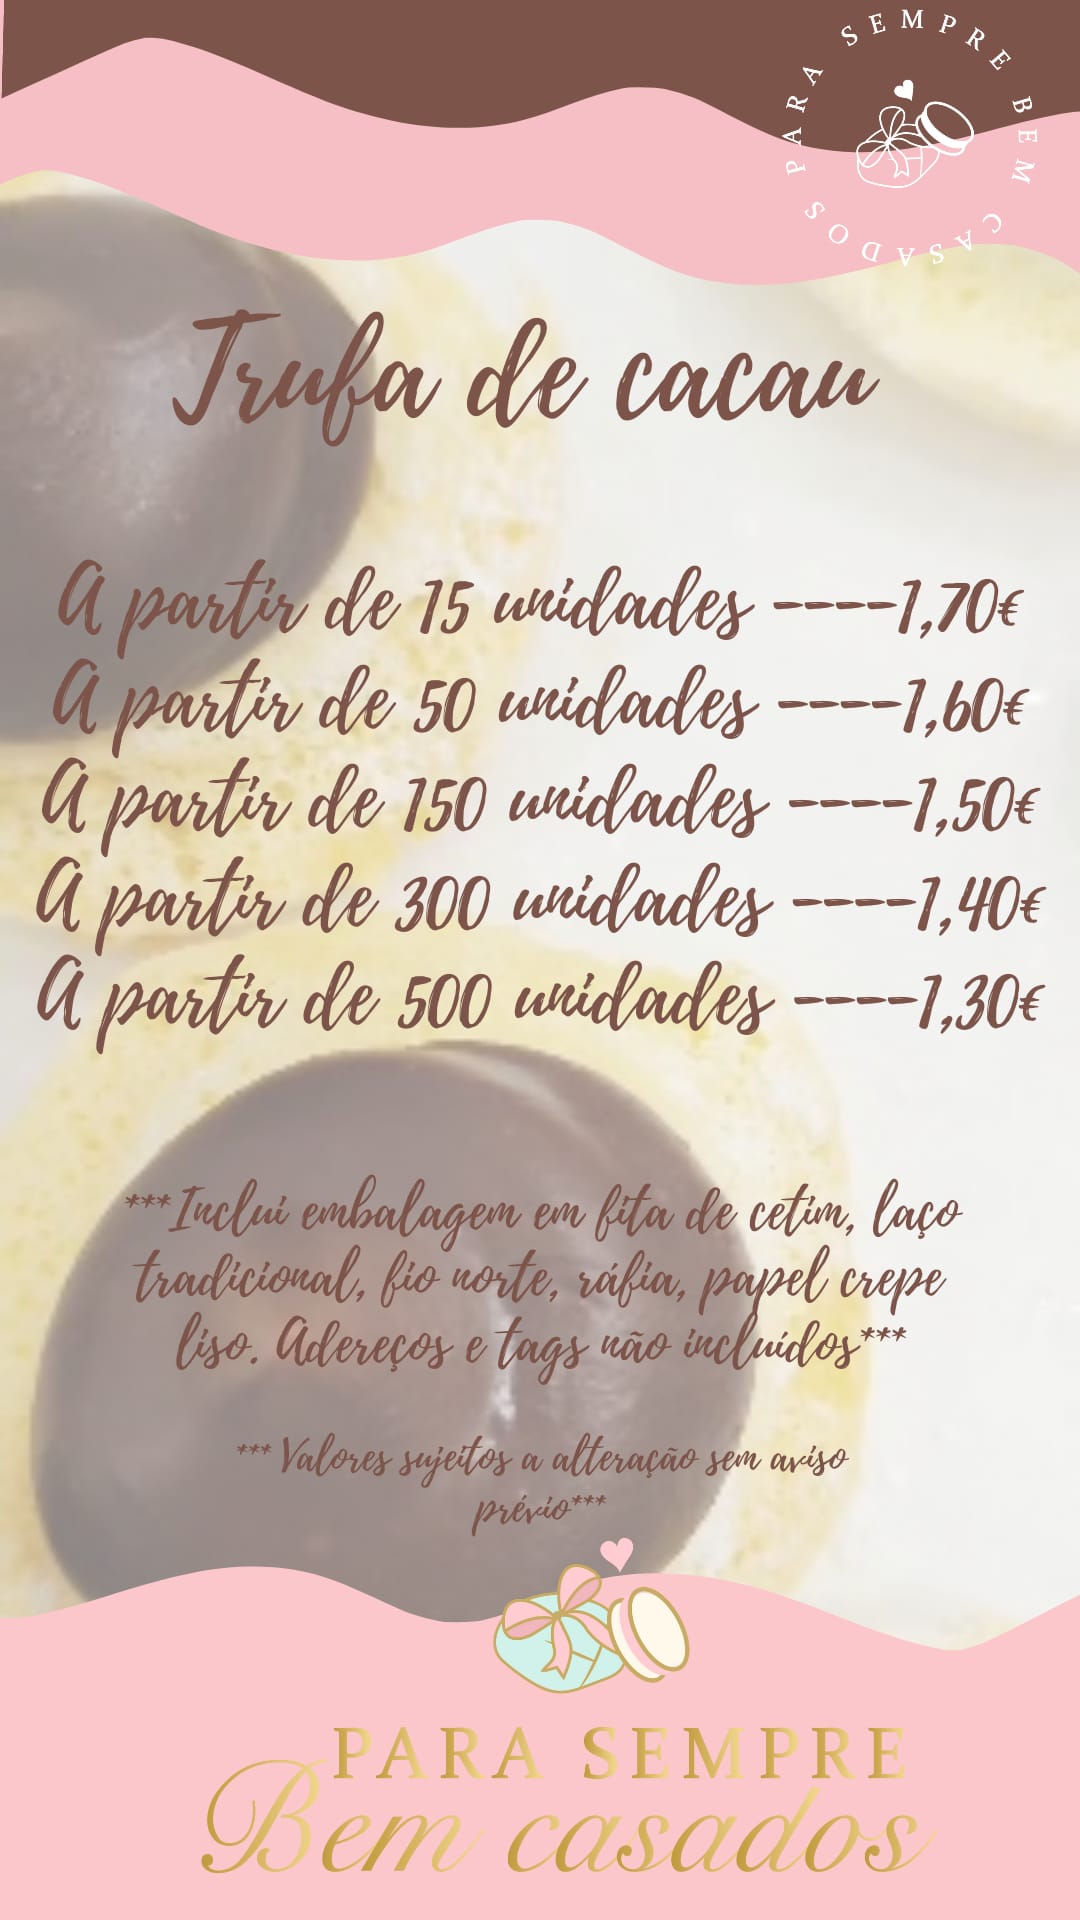 PARA SEMPRE BEM CASADOS
Trufa de cacau
A partir de 15 unidades ----1,70€
A partir de 50 unidades ----1,60€
A partir de 150 unidades ----1,50€
A partir de 300 unidades ----1,40€
A partir de 500 unidades ----1,30€
***Inclui embalagem em fita de cetim, laço
tradicional, fio norte, ráfia, papel crepe
liso. Adereços e tags não incluídos***
*** Valores sujeitos a alteração sem aviso
prévio***
PARA SEMPRE
Bem casados